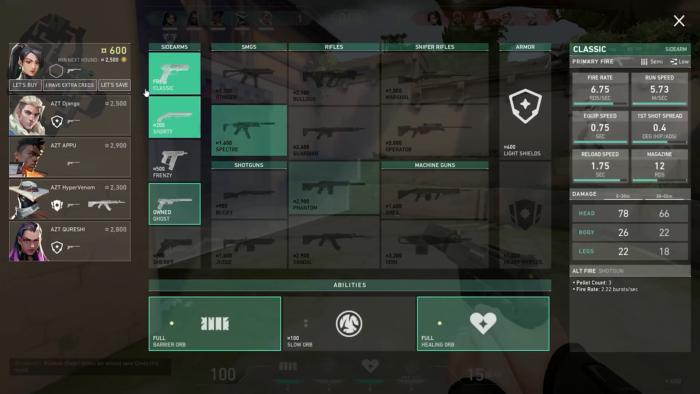 ¤ 600
MIN NEXT ROUND: ¤ 2,500
LET'S BUY
I HAVE EXTRA CREDS
LET'S SAVE
AZT Django
¤ 2,500
AZT APPU
¤ 2,900
AZT HyperVenom
¤ 2,300
AZT QURESHI
¤ 2,800
SIDEARMS
FREE
CLASSIC
¤200
SHORTY
¤500
FRENZY
OWNED
GHOST
SHERIFF
SMGS
STINGER
¤1,600
SPECTRE
SHOTGUNS
BUCKY
JUDGE
RIFLES
BULLDOG
GUARDIAN
¤2,900
PHANTOM
VANDAL
SNIPER RIFLES
MARSHAL
OPERATOR
MACHINE GUNS
ARES
ODIN
ARMOR
¤400
LIGHT SHIELDS
HEAVY SHIELDS
ABILITIES
FULL
BARRIER ORB
¤100
SLOW ORB
FULL
HEALING ORB
CLASSIC
SIDEARM
PRIMARY FIRE
Semi
Low
FIRE RATE
6.75
RDS/SEC
RUN SPEED
5.73
M/SEC
EQUIP SPEED
0.75
SEC
1ST SHOT SPREAD
0.4
DEG (HIP/ADS)
RELOAD SPEED
1.75
SEC
MAGAZINE
12
RDS
DAMAGE
0-30m
30-50m
HEAD
78
66
BODY
26
22
LEGS
22
18
ALT FIRE SHOTGUN
• Pellet Count: 3
• Fire Rate: 2.22 bursts/sec
100
15